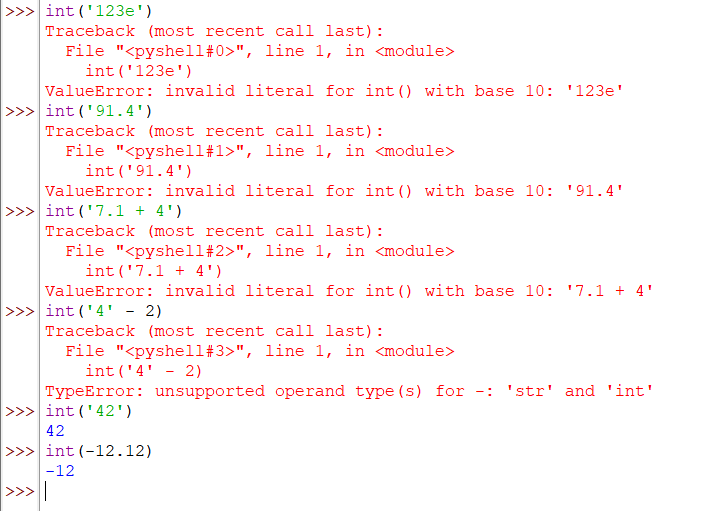 >>> int('123e')
Traceback (most recent call last):
  File "<pyshell#0>", line 1, in <module>
    int('123e')
ValueError: invalid literal for int() with base 10: '123e'
>>> int('91.4')
Traceback (most recent call last):
  File "<pyshell#1>", line 1, in <module>
    int('91.4')
ValueError: invalid literal for int() with base 10: '91.4'
>>> int('7.1 + 4')
Traceback (most recent call last):
  File "<pyshell#2>", line 1, in <module>
    int('7.1 + 4')
ValueError: invalid literal for int() with base 10: '7.1 + 4'
>>> int('4' - 2)
Traceback (most recent call last):
  File "<pyshell#3>", line 1, in <module>
    int('4' - 2)
TypeError: unsupported operand type(s) for -: 'str' and 'int'
>>> int('42')
42
>>> int(-12.12)
-12
>>>